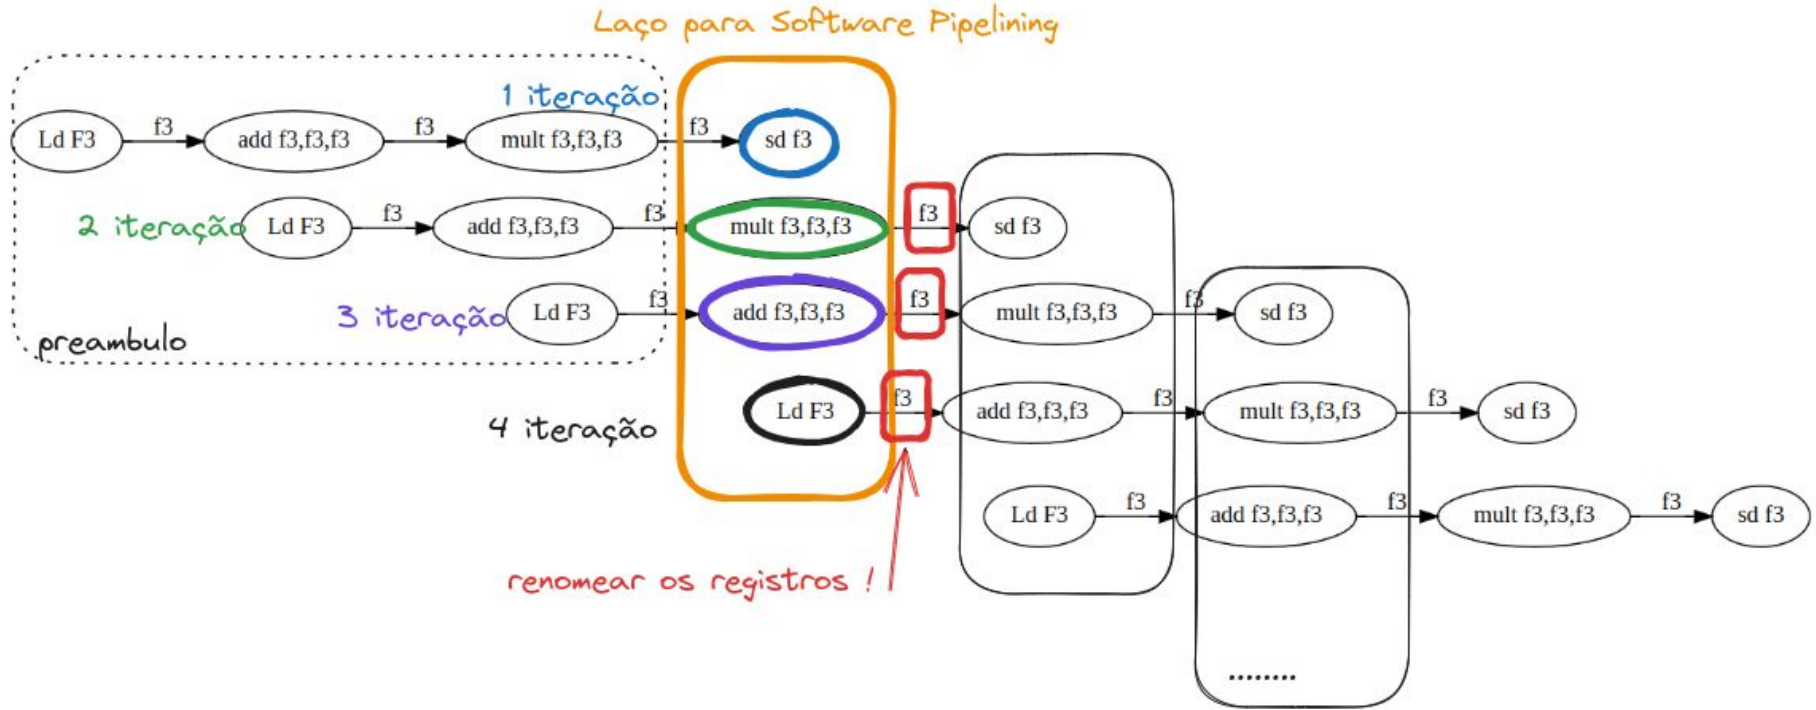 Laço para Software Pipelining
1 iteração
Ld F3 f3 add f3,f3,f3 f3 mult f3,f3,f3 f3 sd f3
2 iteração Ld F3 f3 add f3,f3,f3 f3 mult f3,f3,f3 f3 sd f3
3 iteração Ld F3 f3 add f3,f3,f3 f3 mult f3,f3,f3 f3 sd f3
preambulo
4 iteração Ld F3 f3 add f3,f3,f3 f3 mult f3,f3,f3 f3 sd f3
Ld F3 f3 add f3,f3,f3 f3 mult f3,f3,f3 f3 sd f3
renomear os registros !
........